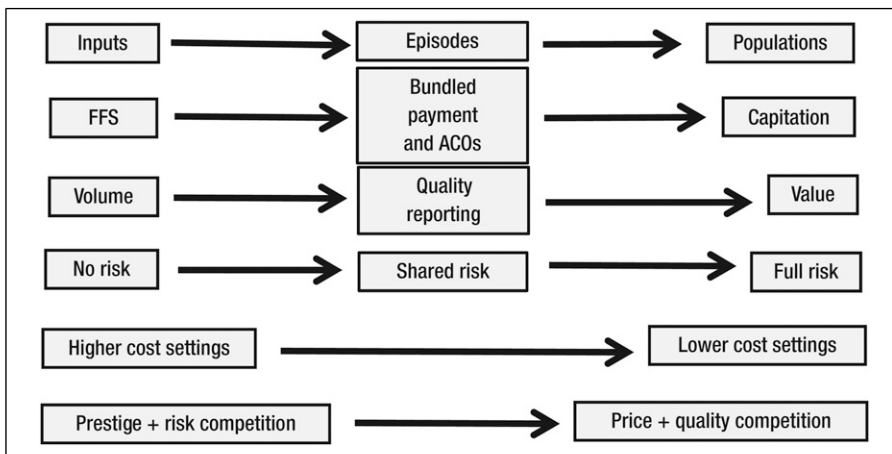 Inputs
Episodes
Populations
FFS
Bundled
payment
and ACOs
Capitation
Volume
Quality
reporting
Value
No risk
Shared risk
Full risk
Higher cost settings
Lower cost settings
Prestige + risk competition
Price + quality competition